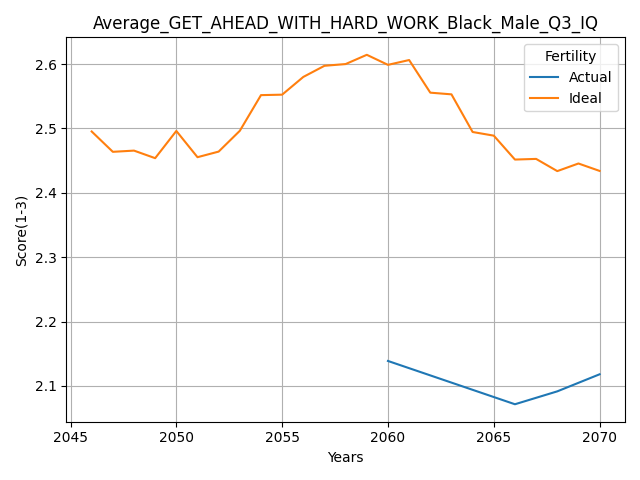 Average_GET_AHEAD_WITH_HARD_WORK_Black_Male_Q3_IQ
Fertility
Actual
Ideal
Score(1-3)
2.6
2.5
2.4
2.3
2.2
2.1
2045
2050
2055
2060
2065
2070
Years